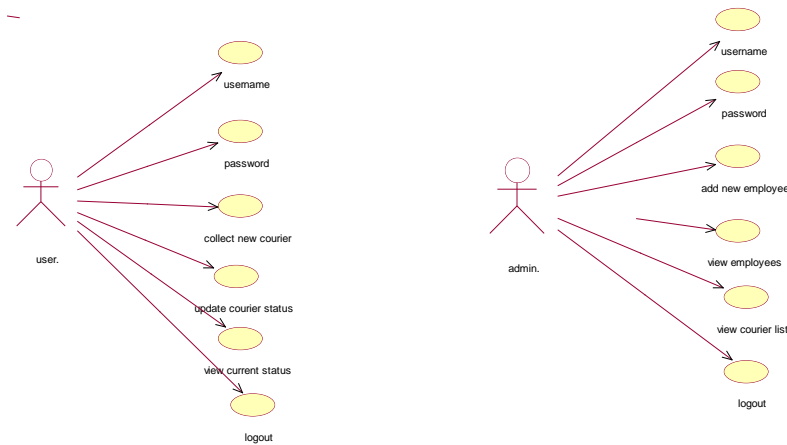 username
password
collect new courier
user.
update courier status
view current status
logout
username
password
add new employee
view employees
admin.
view courier list
logout